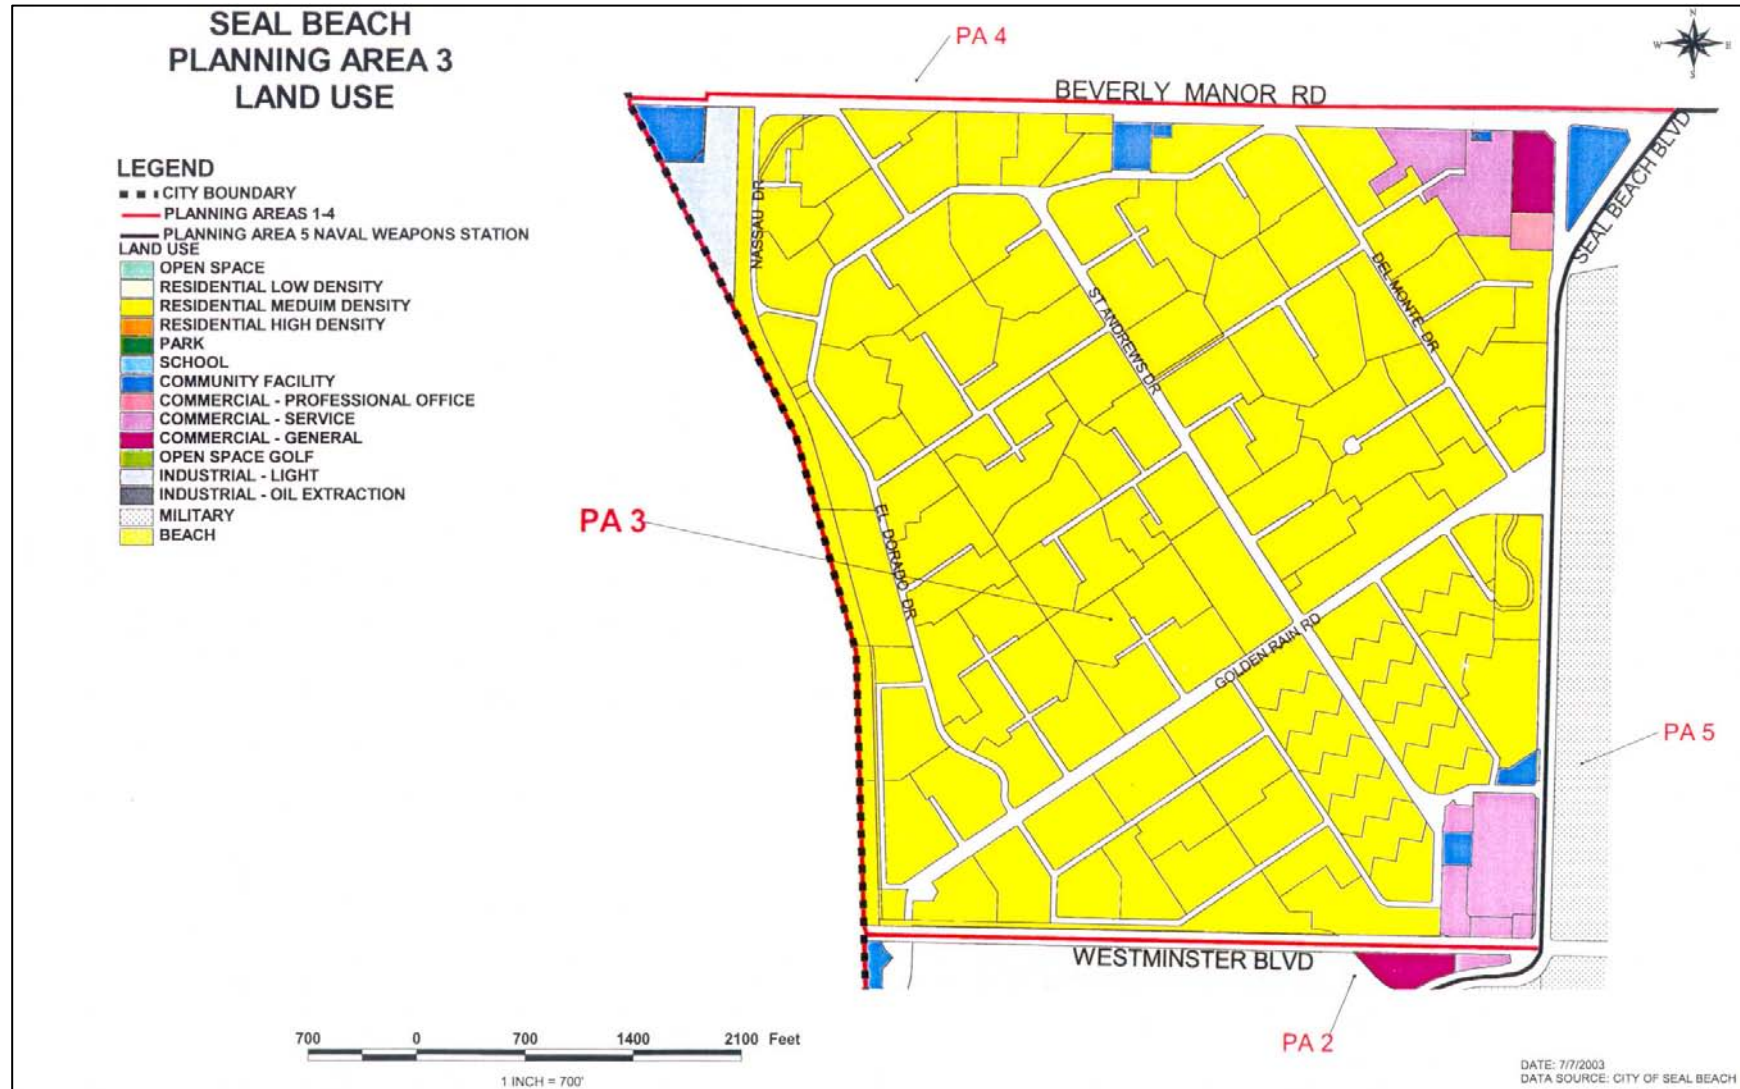 SEAL BEACH
PLANNING AREA 3
LAND USE
PA 4
N
W
E
S
BEVERLY MANOR RD
SEAL BEACH BLVD
LEGEND
CITY BOUNDARY
PLANNING AREAS 1-4
PLANNING AREA 5 NAVAL WEAPONS STATION
LAND USE
OPEN SPACE
RESIDENTIAL LOW DENSITY
RESIDENTIAL MEDUIM DENSITY
RESIDENTIAL HIGH DENSITY
PARK
SCHOOL
COMMUNITY FACILITY
COMMERCIAL - PROFESSIONAL OFFICE
COMMERCIAL - SERVICE
COMMERCIAL - GENERAL
OPEN SPACE GOLF
INDUSTRIAL - LIGHT
INDUSTRIAL - OIL EXTRACTION
MILITARY
BEACH
NASSAU DR
ST ANDREWS DR
DEL MONTE DR
PA 3
EL DORADO DR
GOLDEN RAIN RD
PA 5
WESTMINSTER BLVD
PA 2
700 0 700 1400 2100 Feet
1 INCH = 700'
DATE: 7/7/2003
DATA SOURCE: CITY OF SEAL BEACH